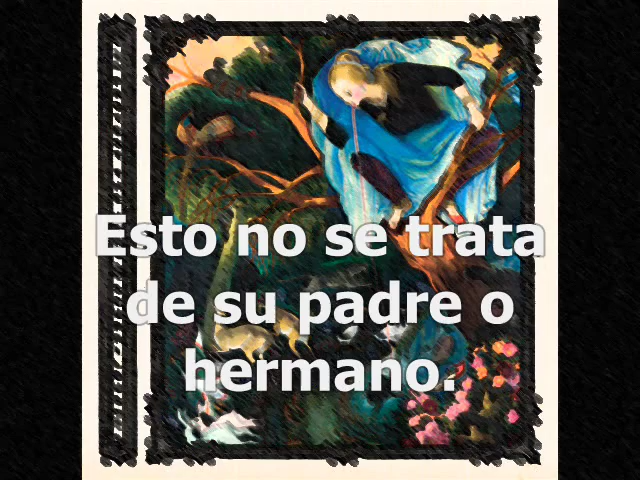 Esto no se trata
de su padre o
hermano.